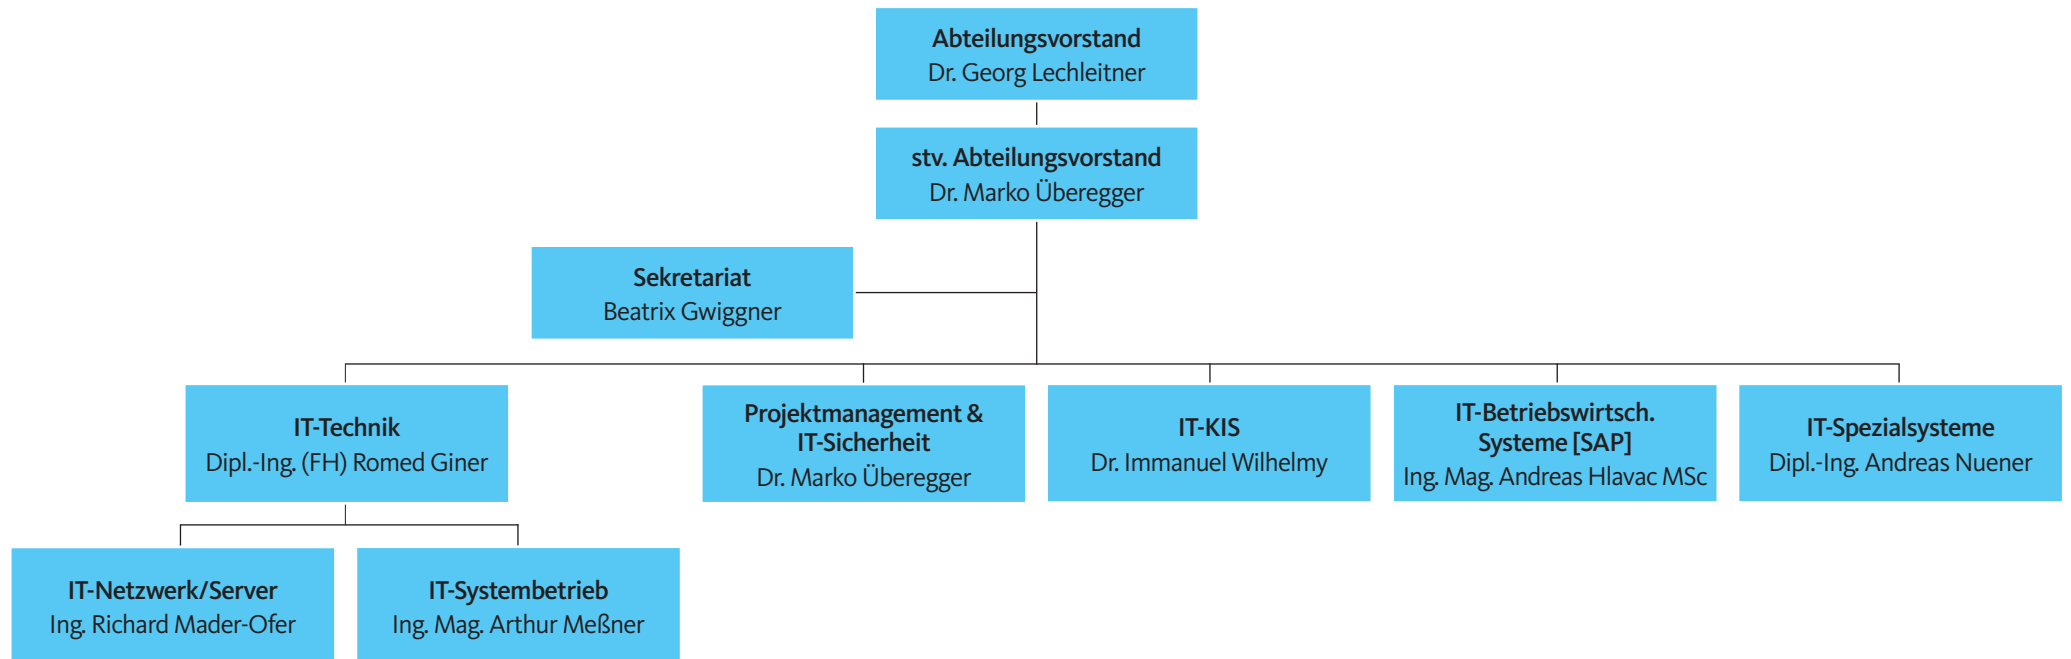 Abteilungsvorstand
Dr. Georg Lechleitner
stv. Abteilungsvorstand
Dr. Marko Überegger
Sekretariat
Beatrix Gwiggner
IT-Technik
Dipl.-Ing. (FH) Romed Giner
Projektmanagement &
IT-Sicherheit
Dr. Marko Überegger
IT-KIS
Dr. Immanuel Wilhelmy
IT-Betriebswirtsch.
Systeme [SAP]
Ing. Mag. Andreas Hlavac MSc
IT-Spezialsysteme
Dipl.-Ing. Andreas Nuener
IT-Netzwerk/Server
Ing. Richard Mader-Ofer
IT-Systembetrieb
Ing. Mag. Arthur Meßner